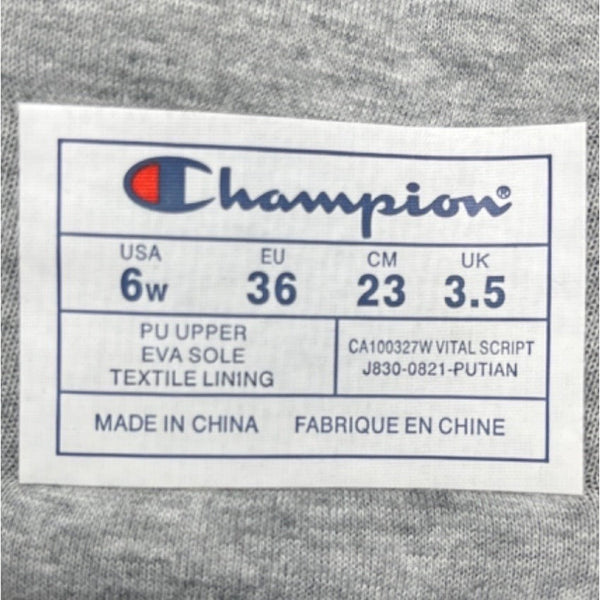 Champion®
USA EU CM UK
6W 36 23 3.5
PU UPPER
EVA SOLE
TEXTILE LINING
CA100327W VITAL SCRIPT
J830-0821-PUTIAN
MADE IN CHINA FABRIQUE EN CHINE